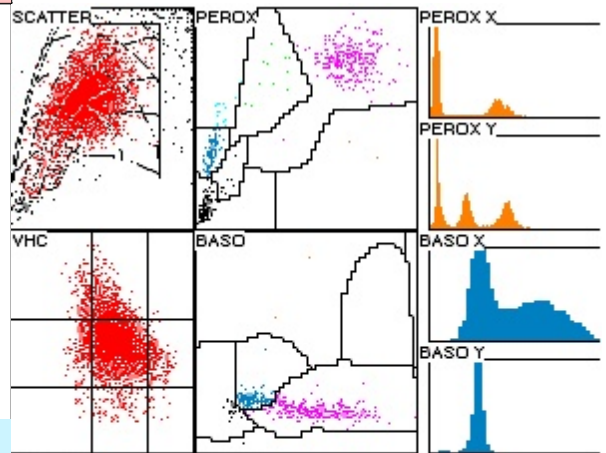 SCATTER
PEROX
PEROX X
PEROX Y
VHC
BASO
BASO X
BASO Y